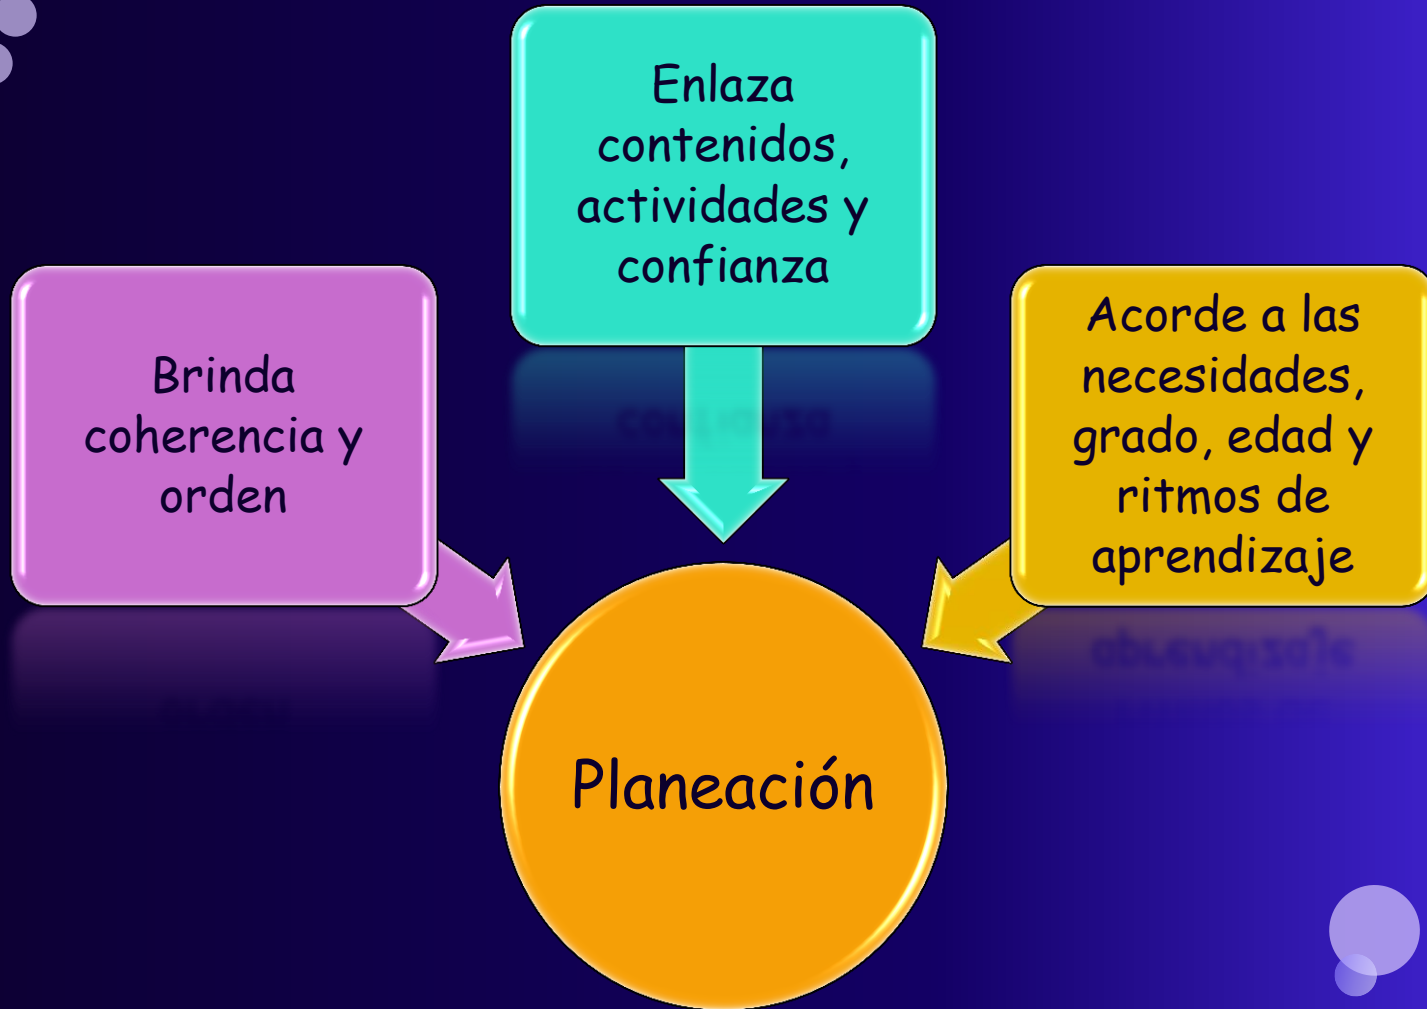 Enlaza
contenidos,
actividades y
confianza
Brinda
coherencia y
orden
Acorde a las
necesidades,
grado, edad y
ritmos de
aprendizaje
Planeación